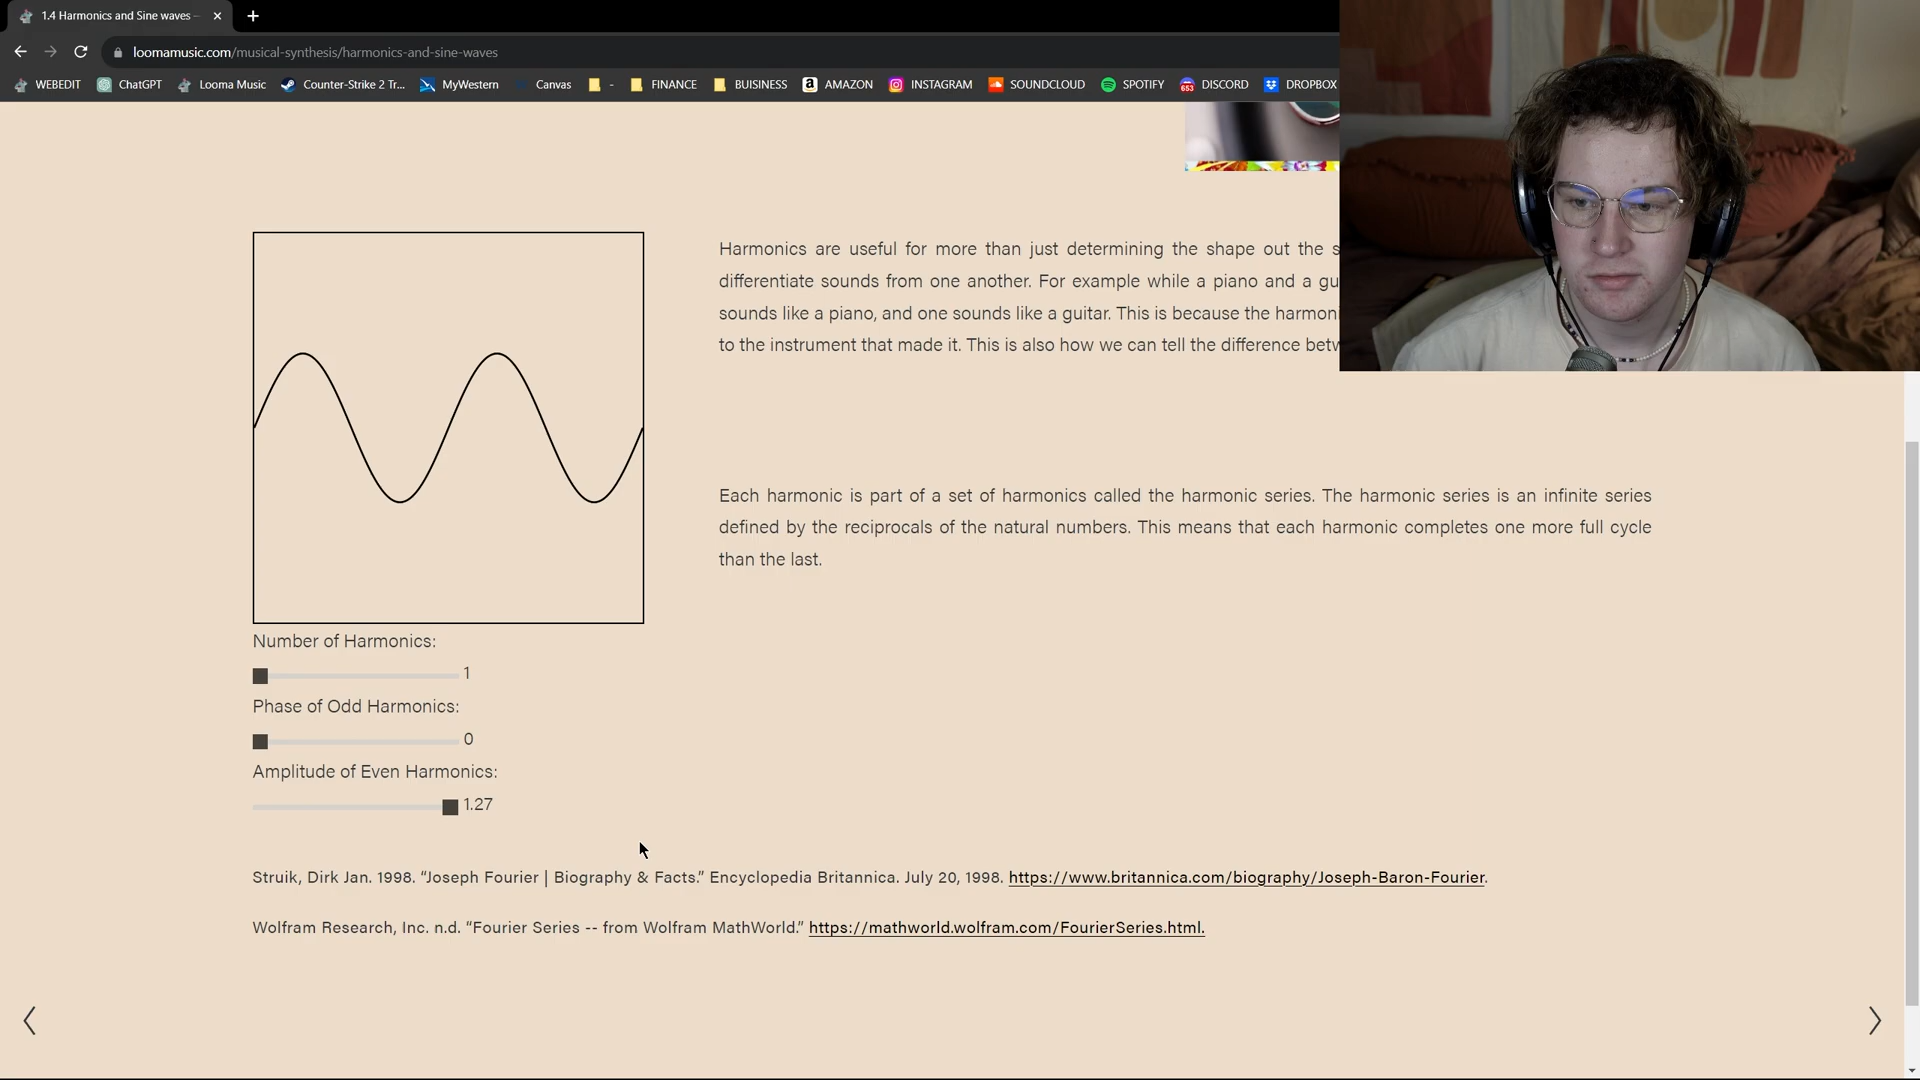 1.4 Harmonics and Sine waves -
loomamusic.com/musical-synthesis/harmonics-and-sine-waves
WEBEDIT ChatGPT Looma Music Counter-Strike 2 Tr... MyWestern Canvas - FINANCE BUISINESS AMAZON INSTAGRAM SOUNDCLOUD SPOTIFY 653 DISCORD DROPBOX
Harmonics are useful for more than just determining the shape out the s
differentiate sounds from one another. For example while a piano and a gu
sounds like a piano, and one sounds like a guitar. This is because the harmoni
to the instrument that made it. This is also how we can tell the difference betw
Each harmonic is part of a set of harmonics called the harmonic series. The harmonic series is an infinite series
defined by the reciprocals of the natural numbers. This means that each harmonic completes one more full cycle
than the last.
Number of Harmonics:
1
Phase of Odd Harmonics:
0
Amplitude of Even Harmonics:
1.27
Struik, Dirk Jan. 1998. “Joseph Fourier | Biography & Facts.” Encyclopedia Britannica. July 20, 1998. https://www.britannica.com/biography/Joseph-Baron-Fourier.
Wolfram Research, Inc. n.d. “Fourier Series -- from Wolfram MathWorld.” https://mathworld.wolfram.com/FourierSeries.html.